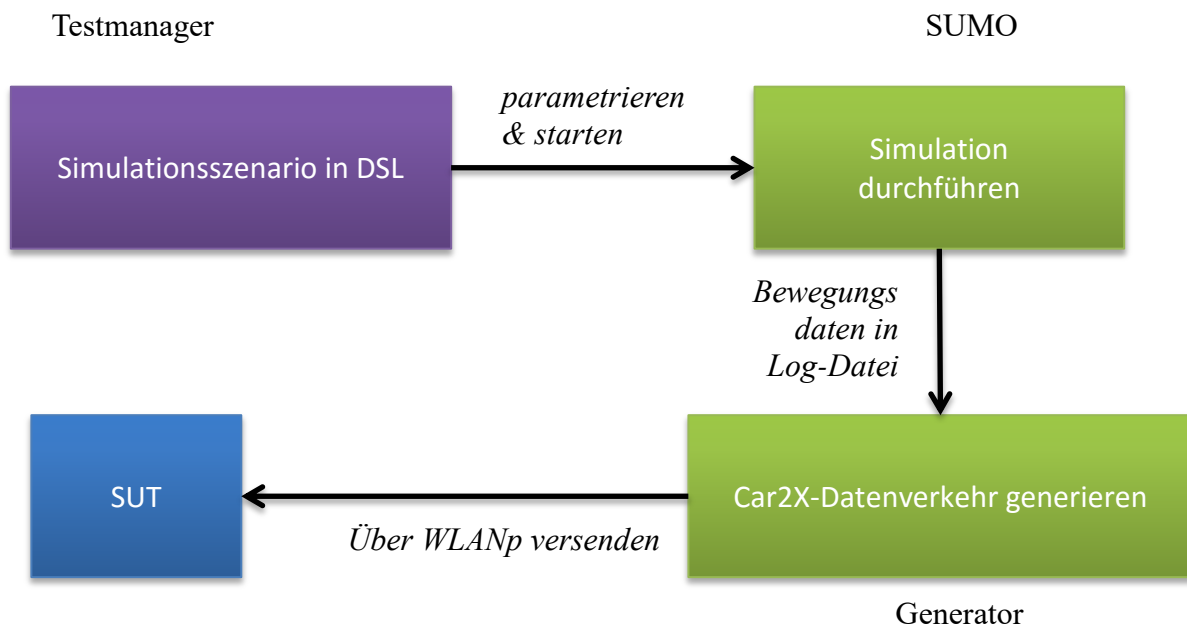 Testmanager
SUMO
parametrieren
& starten
Simulationsszenario in DSL
Simulation
durchführen
Bewegungs
daten in
Log-Datei
SUT
Car2X-Datenverkehr generieren
Über WLANp versenden
Generator